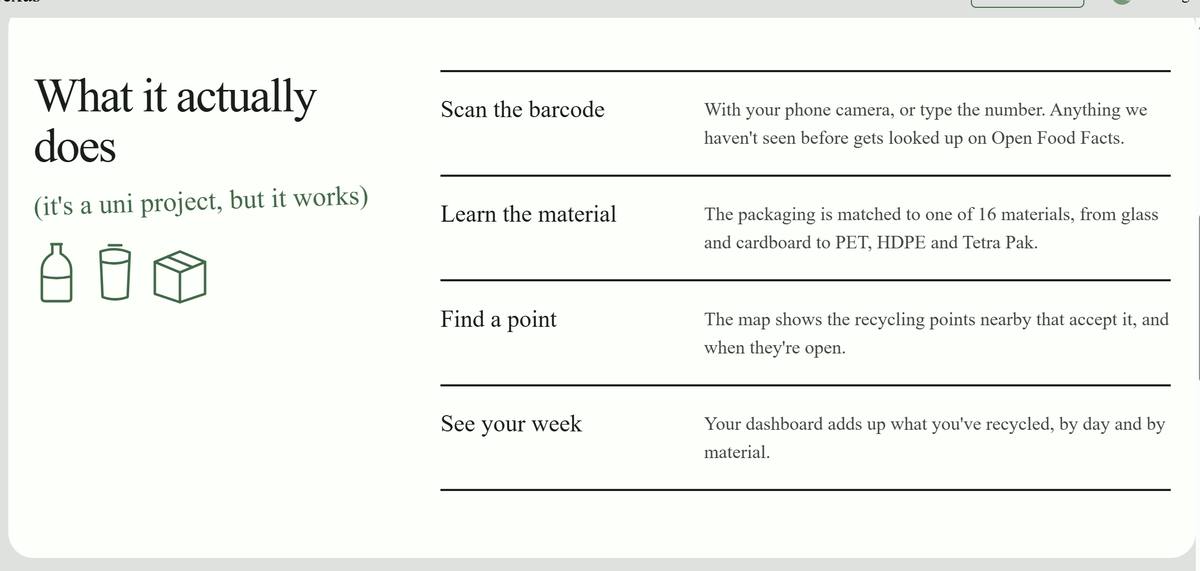 What it actually
does
(it's a uni project, but it works)
Scan the barcode
With your phone camera, or type the number. Anything we
haven't seen before gets looked up on Open Food Facts.
Learn the material
The packaging is matched to one of 16 materials, from glass
and cardboard to PET, HDPE and Tetra Pak.
Find a point
The map shows the recycling points nearby that accept it, and
when they're open.
See your week
Your dashboard adds up what you've recycled, by day and by
material.